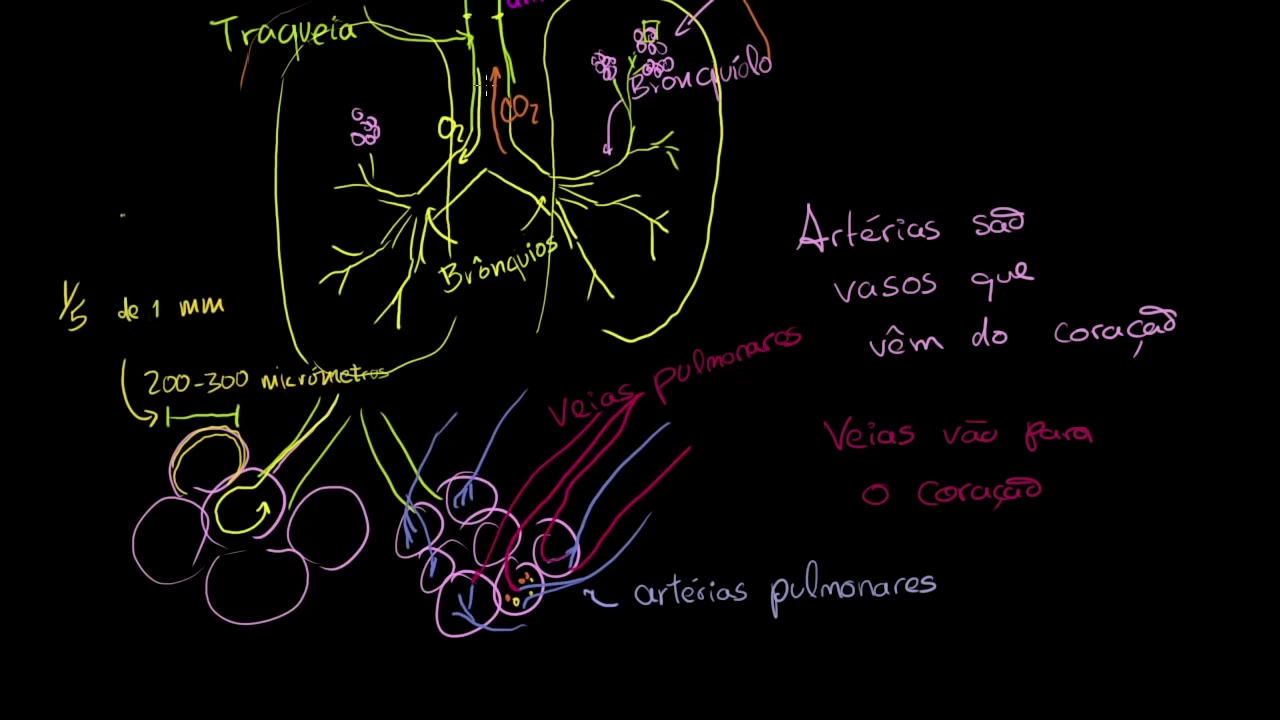 Traqueia
Bronquíolo
CO2
O2
Brônquios
Artérias são
vasos que
vêm do coração
1/5 de 1 mm
200-300 micrômetros
Veias pulmonares
Veias vão para
o coração
artérias pulmonares